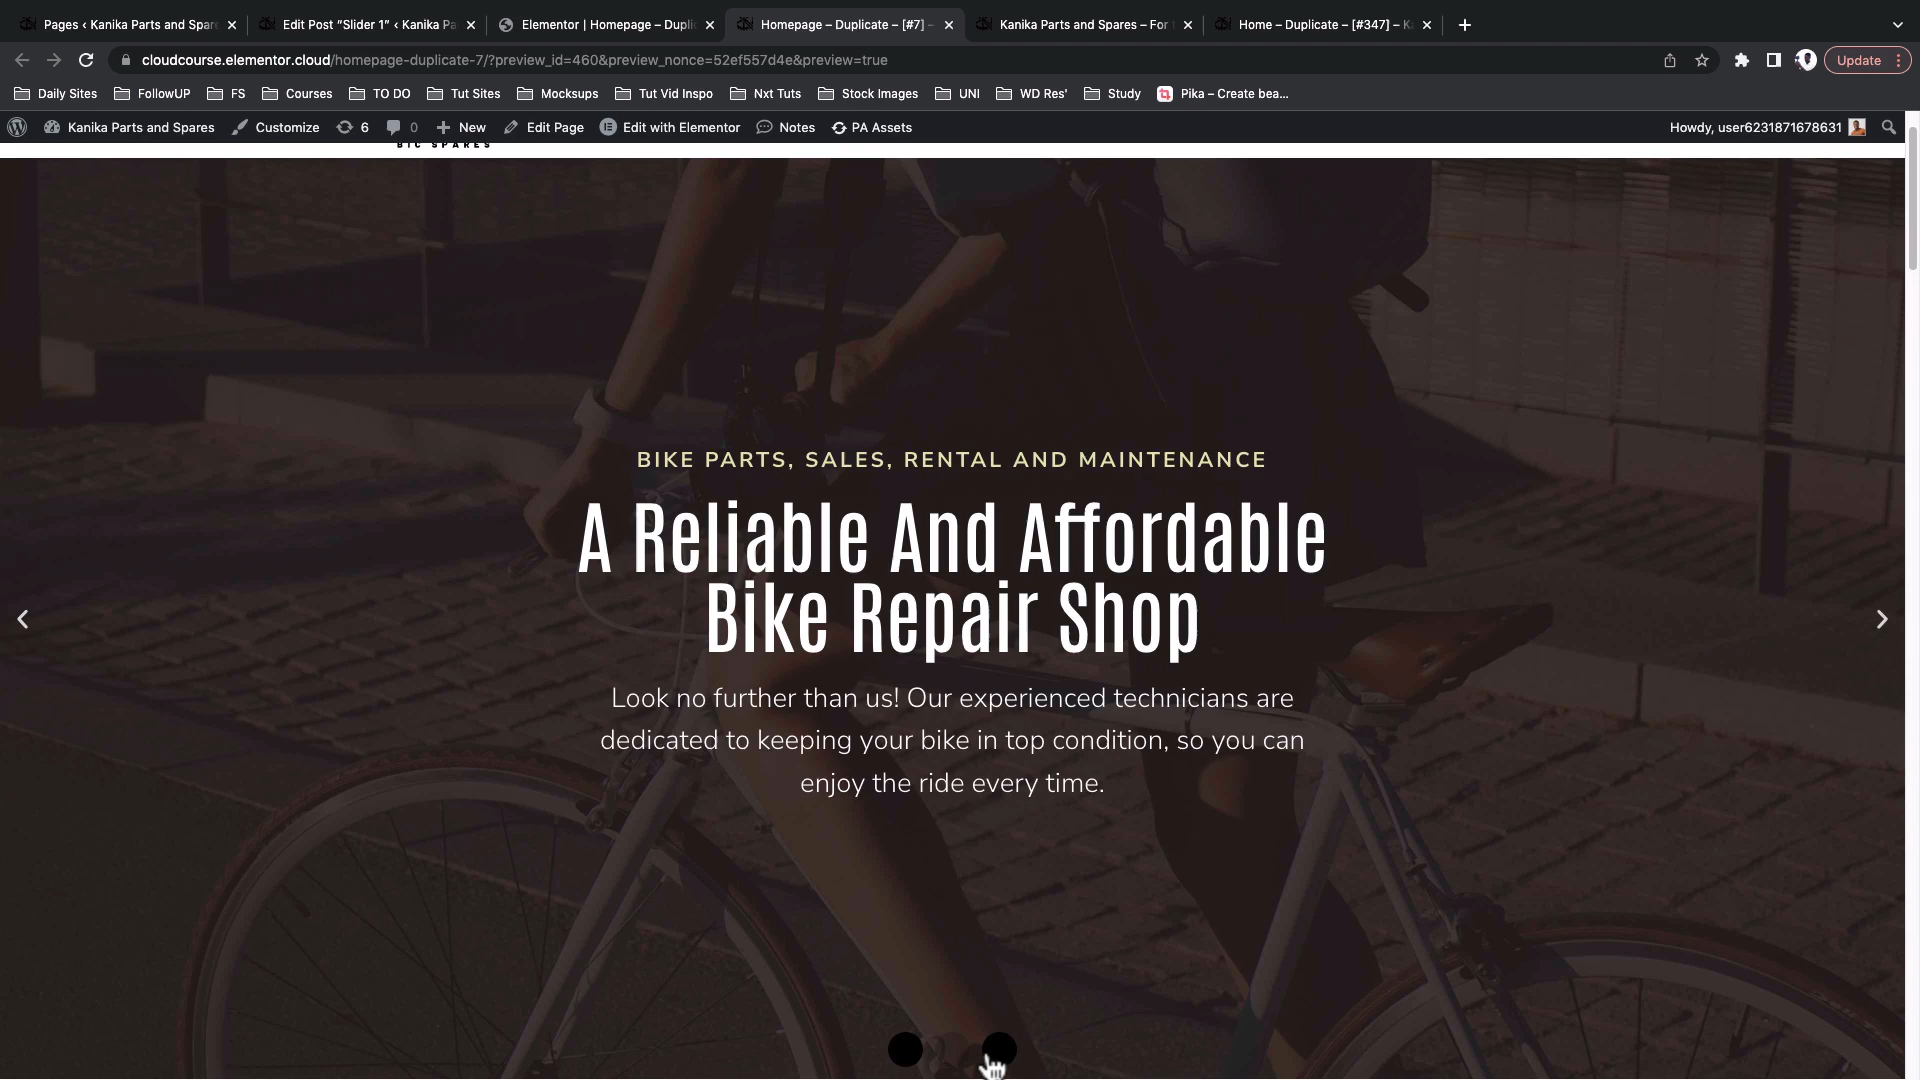 Pages ‹ Kanika Parts and Spar
Edit Post "Slider 1" ‹ Kanika Pa
Elementor | Homepage – Dupli
Homepage – Duplicate – [#7] –
Kanika Parts and Spares – For
Home – Duplicate – [#347] – K
cloudcourse.elementor.cloud/homepage-duplicate-7/?preview_id=460&preview_nonce=52ef557d4e&preview=true
Update
Daily Sites
FollowUP
FS
Courses
TO DO
Tut Sites
Mocksups
Tut Vid Inspo
Nxt Tuts
Stock Images
UNI
WD Res'
Study
Pika – Create bea...
Kanika Parts and Spares
Customize
6
0
New
Edit Page
Edit with Elementor
Notes
PA Assets
Howdy, user6231871678631
BIC SPARES
BIKE PARTS, SALES, RENTAL AND MAINTENANCE
A Reliable And Affordable
Bike Repair Shop
Look no further than us! Our experienced technicians are
dedicated to keeping your bike in top condition, so you can
enjoy the ride every time.